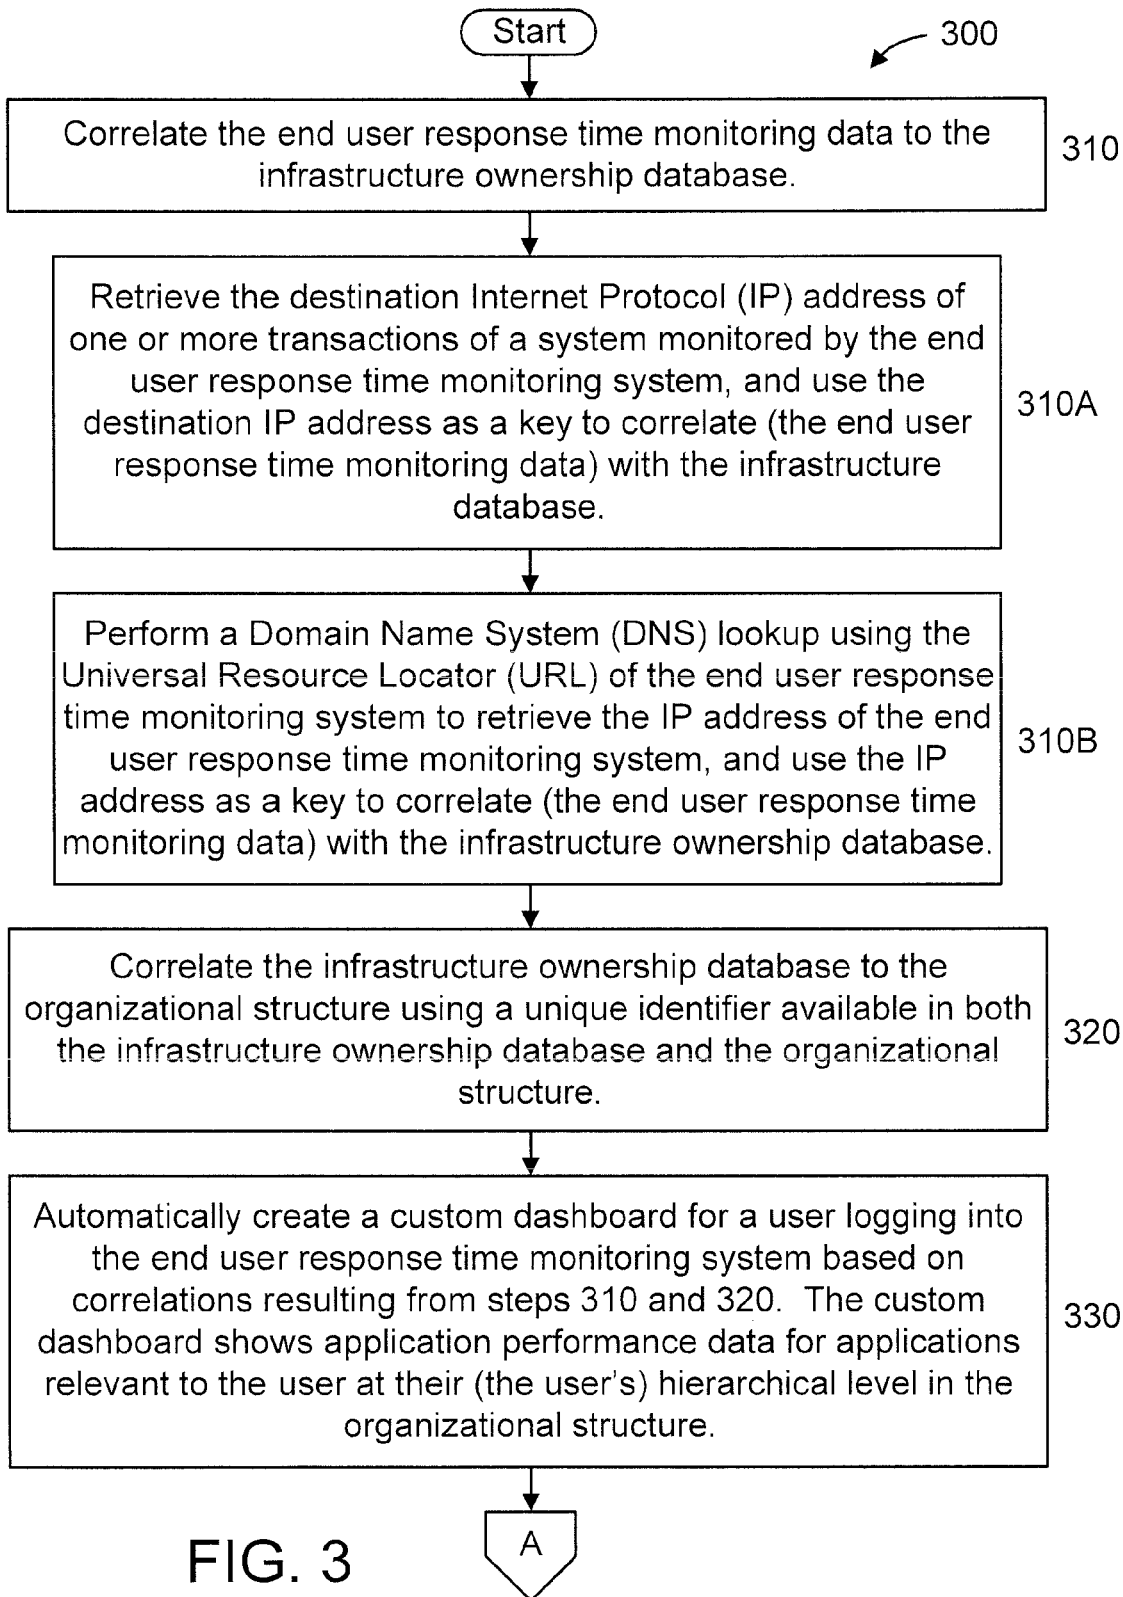 Start
300
Correlate the end user response time monitoring data to the
infrastructure ownership database.
310
Retrieve the destination Internet Protocol (IP) address of
one or more transactions of a system monitored by the end
user response time monitoring system, and use the
destination IP address as a key to correlate (the end user
response time monitoring data) with the infrastructure
database.
310A
Perform a Domain Name System (DNS) lookup using the
Universal Resource Locator (URL) of the end user response
time monitoring system to retrieve the IP address of the end
user response time monitoring system, and use the IP
address as a key to correlate (the end user response time
monitoring data) with the infrastructure ownership database.
310B
Correlate the infrastructure ownership database to the
organizational structure using a unique identifier available in both
the infrastructure ownership database and the organizational
structure.
320
Automatically create a custom dashboard for a user logging into
the end user response time monitoring system based on
correlations resulting from steps 310 and 320. The custom
dashboard shows application performance data for applications
relevant to the user at their (the user's) hierarchical level in the
organizational structure.
330
A
FIG. 3